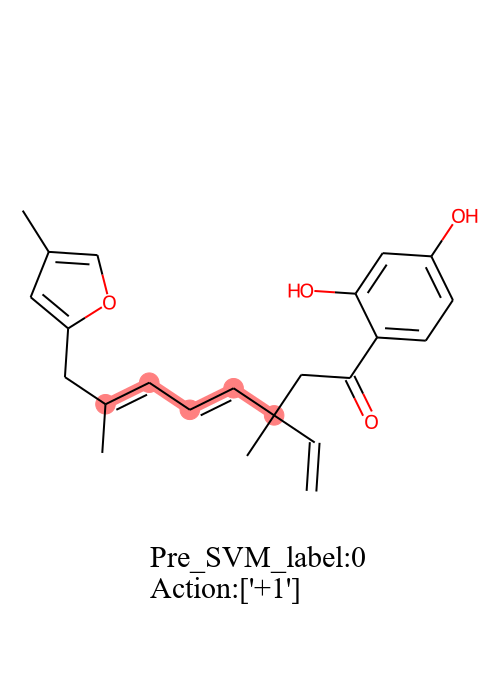 OH
HO
O
O
Pre_SVM_label:0
Action:['+1']